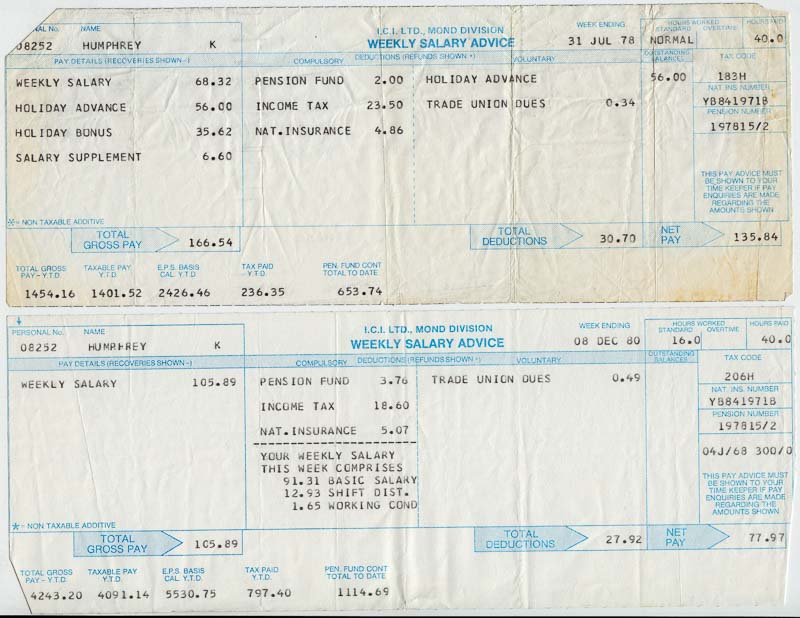 PERSONAL No. NAME I.C.I. LTD., MOND DIVISION WEEK ENDING HOURS WORKED HOURS PAID
STANDARD OVERTIME
08252 HUMPHREY K WEEKLY SALARY ADVICE 31 JUL 78 NORMAL 40.0
PAY DETAILS (RECOVERIES SHOWN –) COMPULSORY DEDUCTIONS (REFUNDS SHOWN *) VOLUNTARY OUTSTANDING BALANCES TAX CODE
WEEKLY SALARY 68.32 PENSION FUND 2.00 HOLIDAY ADVANCE 56.00 183H
NAT. INS. NUMBER
HOLIDAY ADVANCE 56.00 INCOME TAX 23.50 TRADE UNION DUES 0.34 YB841971B
PENSION NUMBER
HOLIDAY BONUS 35.62 NAT.INSURANCE 4.86 197815/2
SALARY SUPPLEMENT 6.60
THIS PAY ADVICE MUST
BE SHOWN TO YOUR
TIME KEEPER IF PAY
ENQUIRIES ARE MADE
REGARDING THE
AMOUNTS SHOWN
* = NON TAXABLE ADDITIVE
TOTAL GROSS PAY 166.54 TOTAL DEDUCTIONS 30.70 NET PAY 135.84
TOTAL GROSS PAY – Y.T.D. TAXABLE PAY Y.T.D. E.P.S. BASIS CAL Y.T.D. TAX PAID Y.T.D. PEN. FUND CONT TOTAL TO DATE
1454.16 1401.52 2426.46 236.35 653.74
PERSONAL No. NAME I.C.I. LTD., MOND DIVISION WEEK ENDING HOURS WORKED HOURS PAID
STANDARD OVERTIME
08252 HUMPHREY K WEEKLY SALARY ADVICE 08 DEC 80 16.0 40.0
PAY DETAILS (RECOVERIES SHOWN –) COMPULSORY DEDUCTIONS (REFUNDS SHOWN *) VOLUNTARY OUTSTANDING BALANCES TAX CODE
WEEKLY SALARY 105.89 PENSION FUND 3.76 TRADE UNION DUES 0.49 206H
NAT. INS. NUMBER
INCOME TAX 18.60 YB841971B
PENSION NUMBER
NAT.INSURANCE 5.07 197815/2
YOUR WEEKLY SALARY 04J/68 300/0
THIS WEEK COMPRISES
91.31 BASIC SALARY
12.93 SHIFT DIST.
1.65 WORKING COND
THIS PAY ADVICE MUST
BE SHOWN TO YOUR
TIME KEEPER IF PAY
ENQUIRIES ARE MADE
REGARDING THE
AMOUNTS SHOWN
* = NON TAXABLE ADDITIVE
TOTAL GROSS PAY 105.89 TOTAL DEDUCTIONS 27.92 NET PAY 77.97
TOTAL GROSS PAY – Y.T.D. TAXABLE PAY Y.T.D. E.P.S. BASIS CAL Y.T.D. TAX PAID Y.T.D. PEN. FUND CONT TOTAL TO DATE
4243.20 4091.14 5530.75 797.40 1114.69